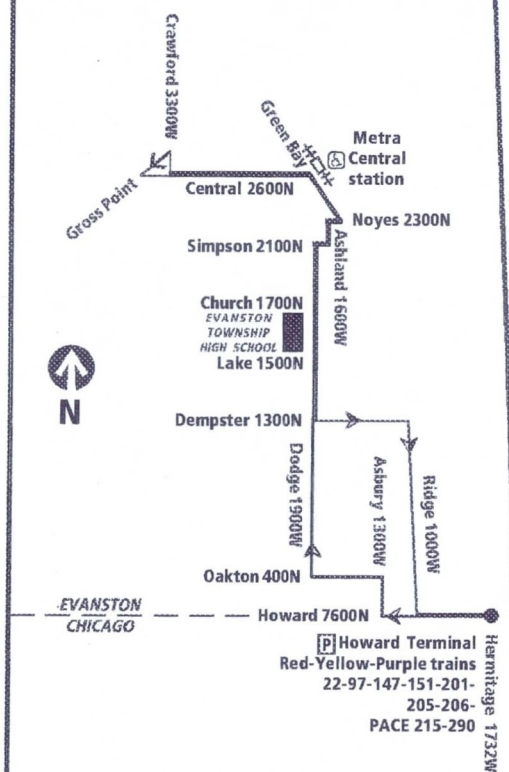 Crawford 3300W
Green Bay
Metra
Central
station
Gross Point
Central 2600N
Noyes 2300N
Simpson 2100N
Ashland 1600W
Church 1700N
EVANSTON
TOWNSHIP
HIGH SCHOOL
Lake 1500N
N
Dempster 1300N
Dodge 1900W
Asbury 1300W
Ridge 1000W
Oakton 400N
EVANSTON
CHICAGO
Howard 7600N
P Howard Terminal
Red-Yellow-Purple trains
22-97-147-151-201-
205-206-
PACE 215-290
Hermitage 1732W